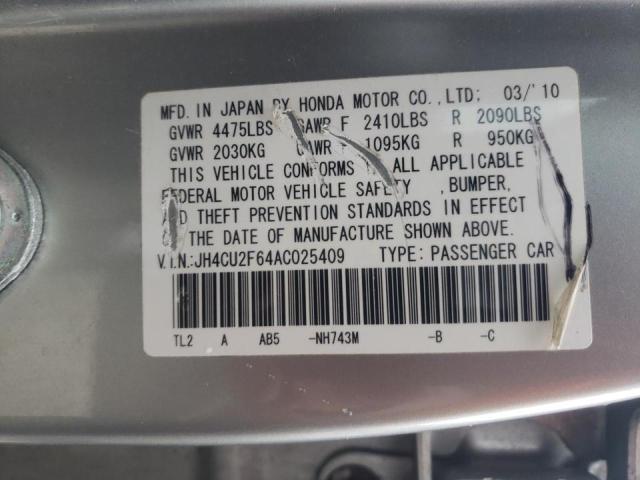 MFD. IN JAPAN BY HONDA MOTOR CO., LTD; 03/'10
GVWR 4475LBS GAWR F 2410LBS R 2090LBS
GVWR 2030KG GAWR F 1095KG R 950KG
THIS VEHICLE CONFORMS TO ALL APPLICABLE
FEDERAL MOTOR VEHICLE SAFETY , BUMPER,
AND THEFT PREVENTION STANDARDS IN EFFECT
THE DATE OF MANUFACTURE SHOWN ABOVE.
V.I.N:JH4CU2F64AC025409 TYPE: PASSENGER CAR
TL2 A AB5 -NH743M -B -C